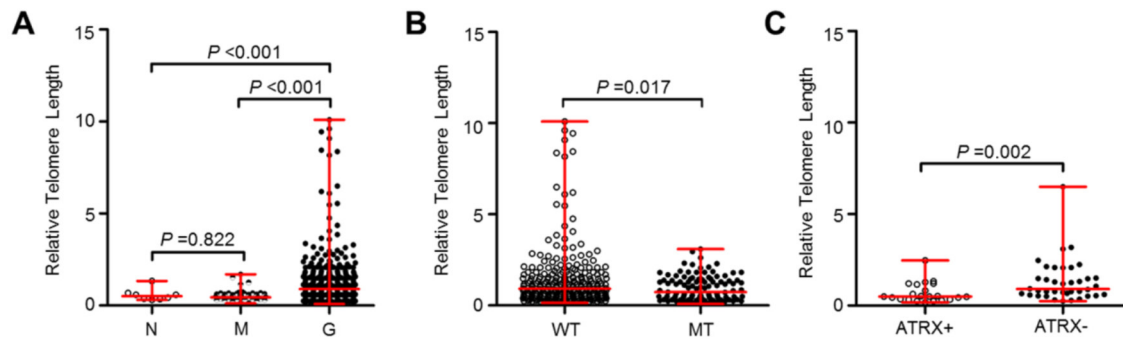 A
Relative Telomere Length
15
10
5
0
P <0.001
P <0.001
P =0.822
N M G
B
Relative Telomere Length
15
10
5
0
P =0.017
WT MT
C
Relative Telomere Length
15
10
5
0
P =0.002
ATRX+ ATRX-